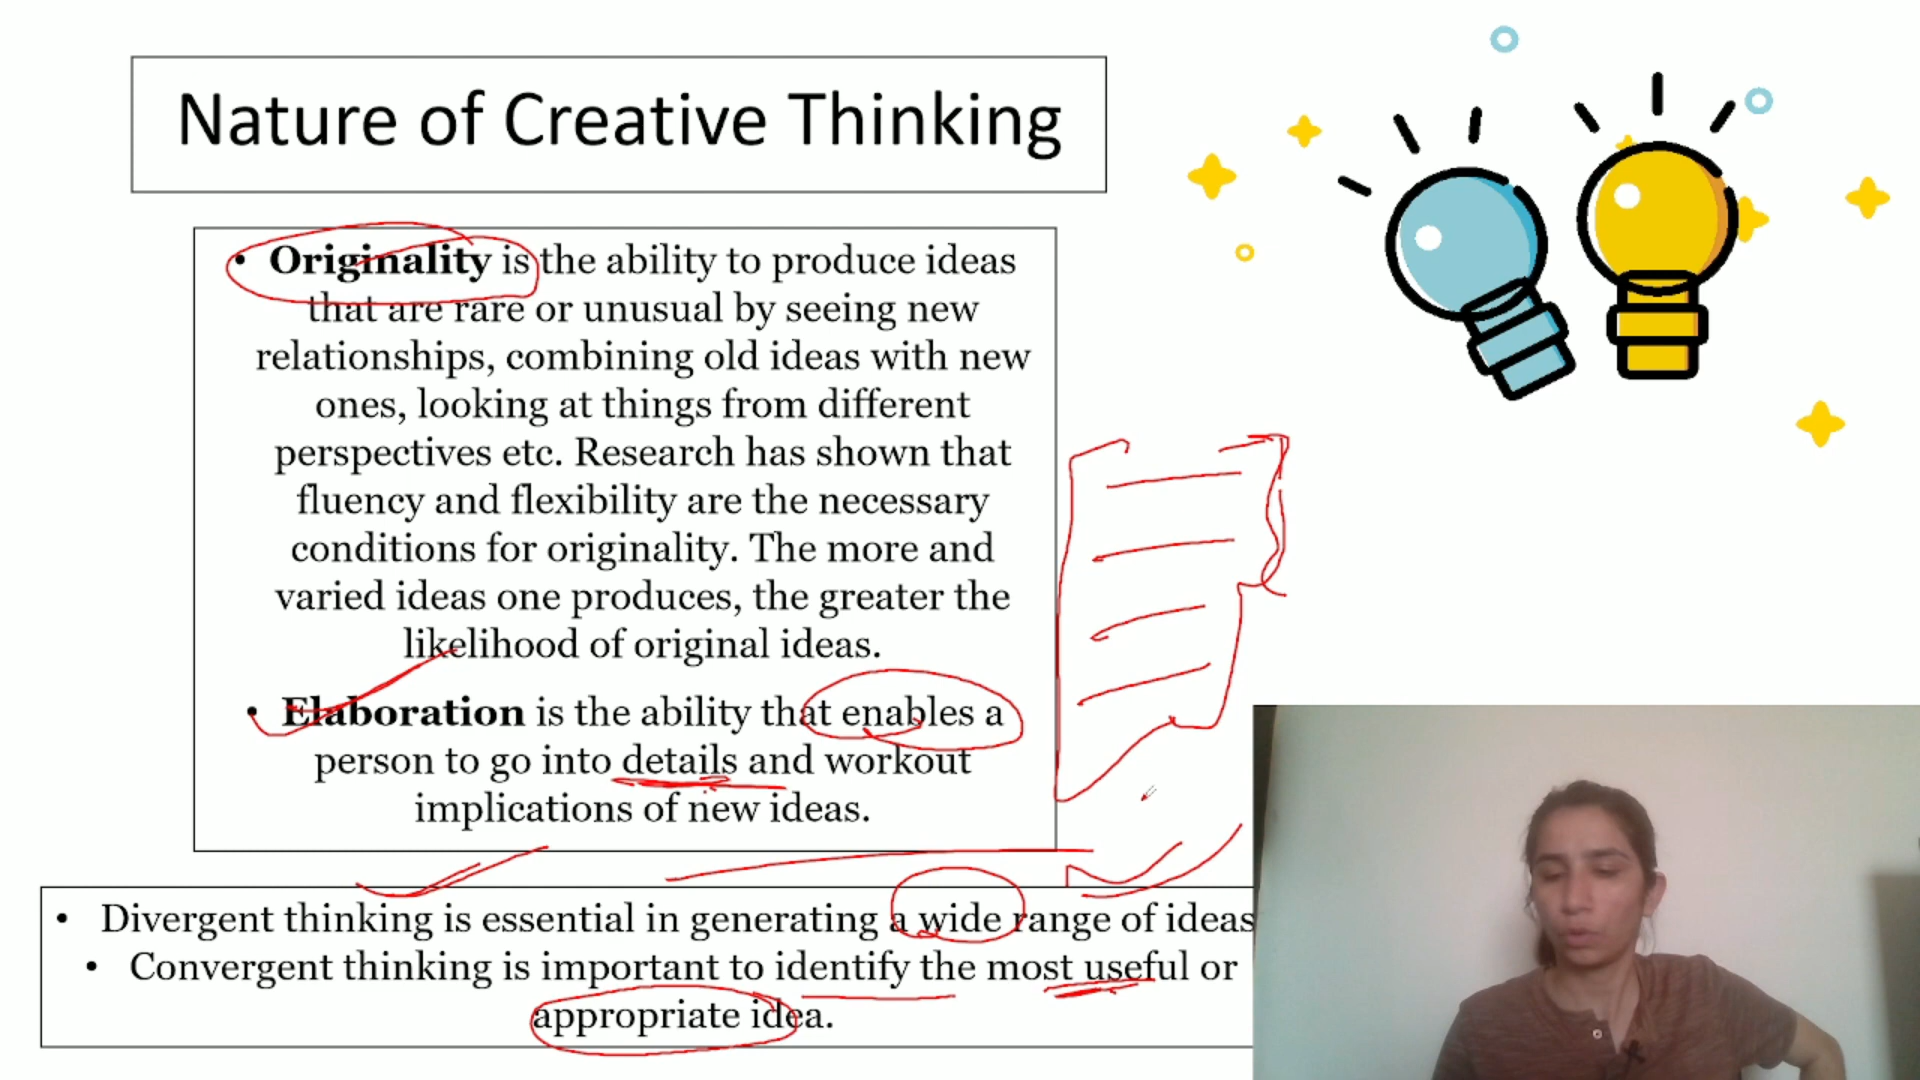 Nature of Creative Thinking
• Originality is the ability to produce ideas
that are rare or unusual by seeing new
relationships, combining old ideas with new
ones, looking at things from different
perspectives etc. Research has shown that
fluency and flexibility are the necessary
conditions for originality. The more and
varied ideas one produces, the greater the
likelihood of original ideas.
• Elaboration is the ability that enables a
person to go into details and workout
implications of new ideas.
• Divergent thinking is essential in generating a wide range of ideas
• Convergent thinking is important to identify the most useful or
appropriate idea.